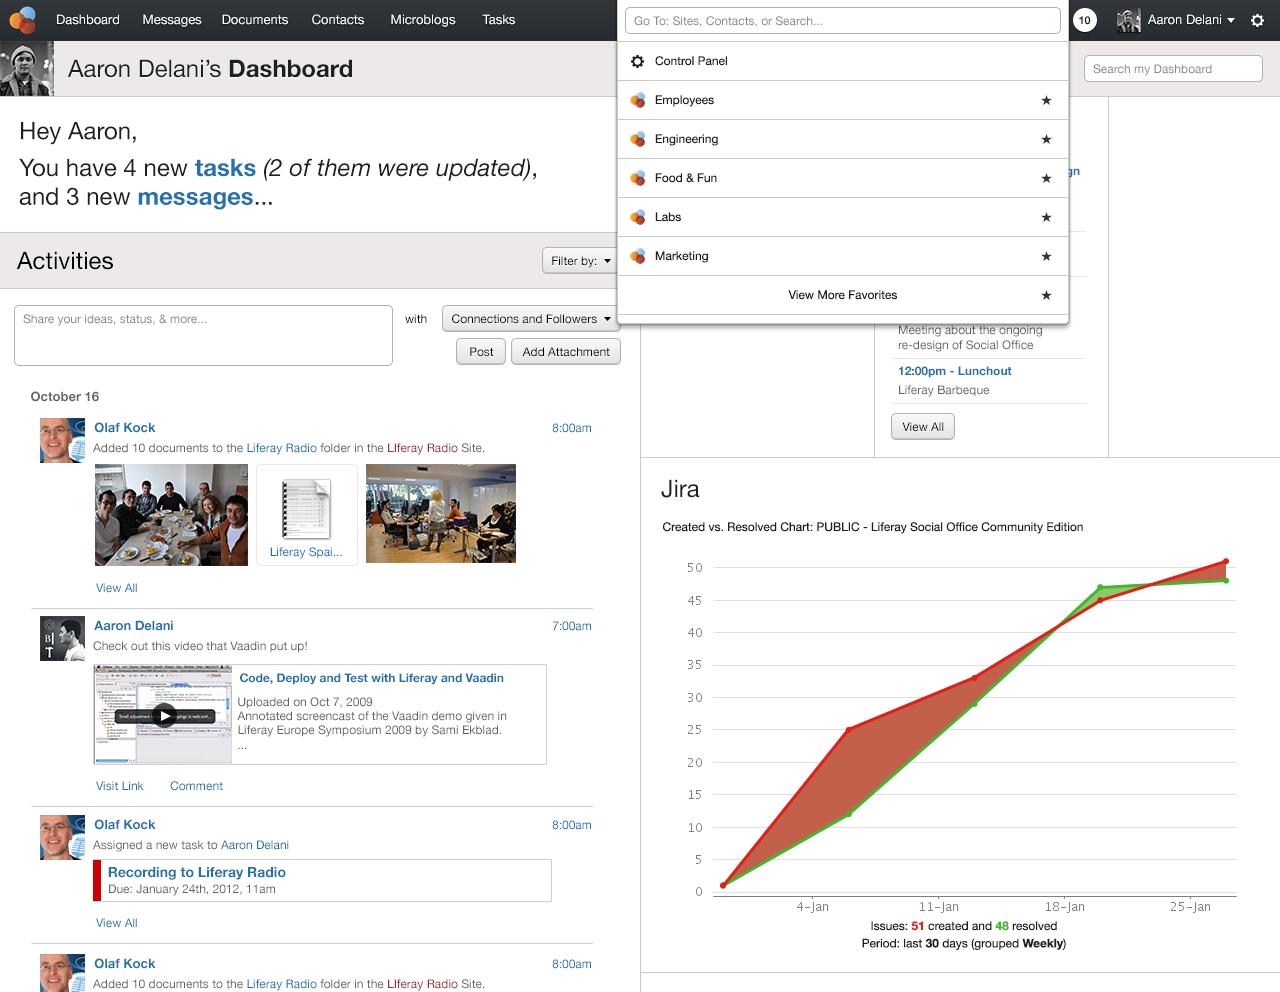 Dashboard Messages Documents Contacts Microblogs Tasks
Go To: Sites, Contacts, or Search...
10
Aaron Delani
Aaron Delani's Dashboard
Search my Dashboard
Control Panel
Employees
Engineering
Food & Fun
Labs
Marketing
View More Favorites
Hey Aaron,
You have 4 new tasks (2 of them were updated),
and 3 new messages...
Activities
Filter by:
Share your ideas, status, & more...
with
Connections and Followers
Post
Add Attachment
gn
Meeting about the ongoing
re-design of Social Office
12:00pm - Lunchout
Liferay Barbeque
View All
October 16
Olaf Kock 8:00am
Added 10 documents to the Liferay Radio folder in the LIferay Radio Site.
Liferay Spai...
View All
Aaron Delani 7:00am
Check out this video that Vaadin put up!
Code, Deploy and Test with Liferay and Vaadin
Uploaded on Oct 7, 2009
Annotated screencast of the Vaadin demo given in
Liferay Europe Symposium 2009 by Sami Ekblad.
...
Visit Link Comment
Olaf Kock 8:00am
Assigned a new task to Aaron Delani
Recording to Liferay Radio
Due: January 24th, 2012, 11am
View All
Olaf Kock 8:00am
Added 10 documents to the Liferay Radio folder in the LIferay Radio Site.
Jira
Created vs. Resolved Chart: PUBLIC - Liferay Social Office Community Edition
50
45
40
35
30
25
20
15
10
5
0
4-Jan 11-Jan 18-Jan 25-Jan
Issues: 51 created and 48 resolved
Period: last 30 days (grouped Weekly)